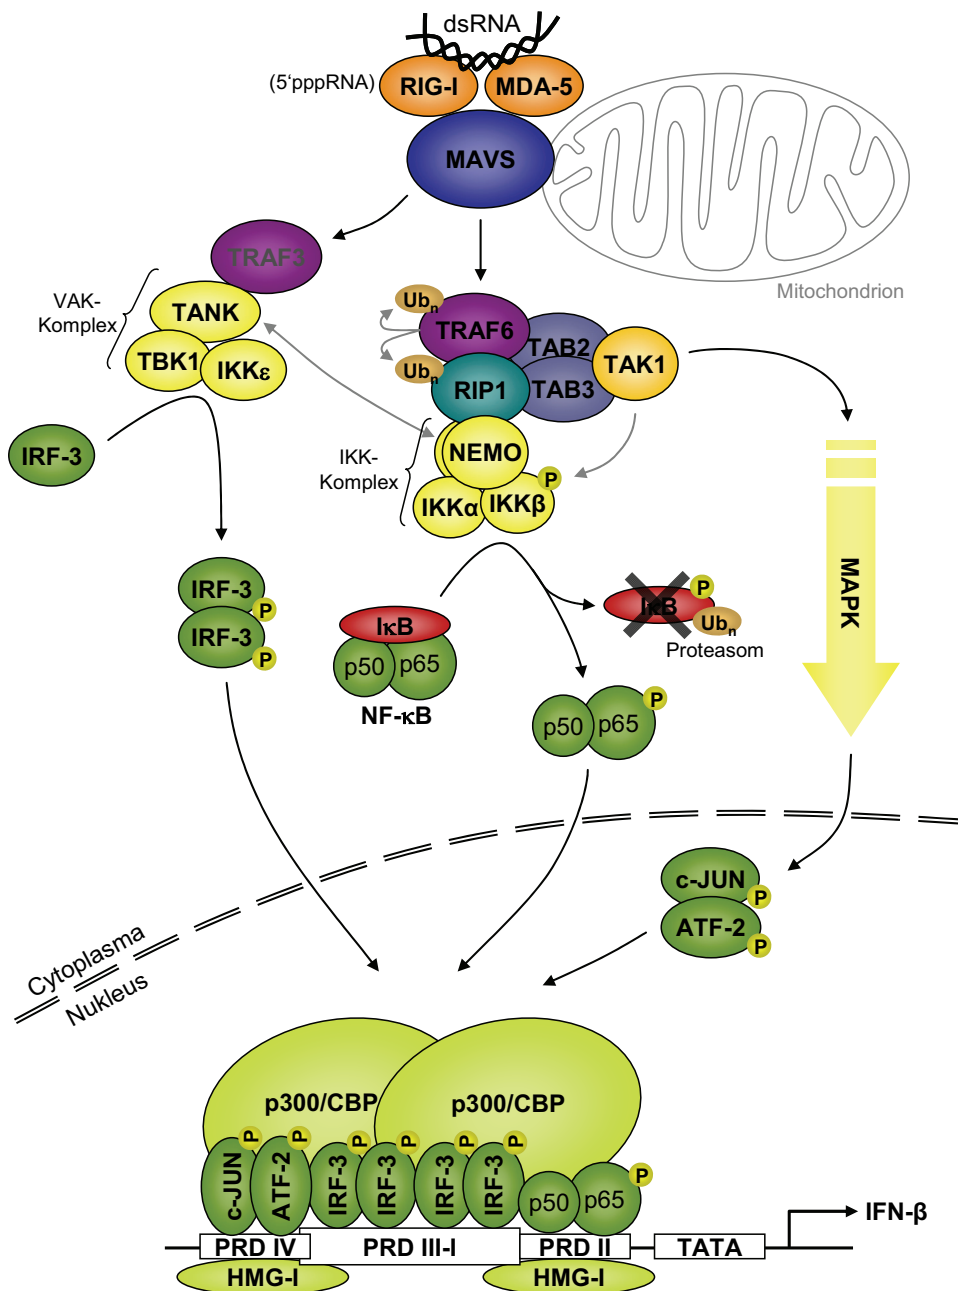 dsRNA
(5'pppRNA)
RIG-I
MDA-5
MAVS
Mitochondrion
TRAF3
VAK-
Komplex
TANK
TBK1
IKKε
Ub
n
TRAF6
TAB2
TAK1
Ub
n
RIP1
TAB3
IRF-3
IKK-
Komplex
NEMO
P
IKKα
IKKβ
MAPK
IRF-3
P
IRF-3
P
IκB
p50
p65
NF-κB
P
IκB
Ub
n
Proteasom
P
p50
p65
c-JUN
P
ATF-2
P
Cytoplasma
Nukleus
p300/CBP
p300/CBP
P
P
P
P
P
P
c-JUN
ATF-2
IRF-3
IRF-3
IRF-3
IRF-3
p50
p65
P
IFN-β
PRD IV
PRD III-I
PRD II
TATA
HMG-I
HMG-I